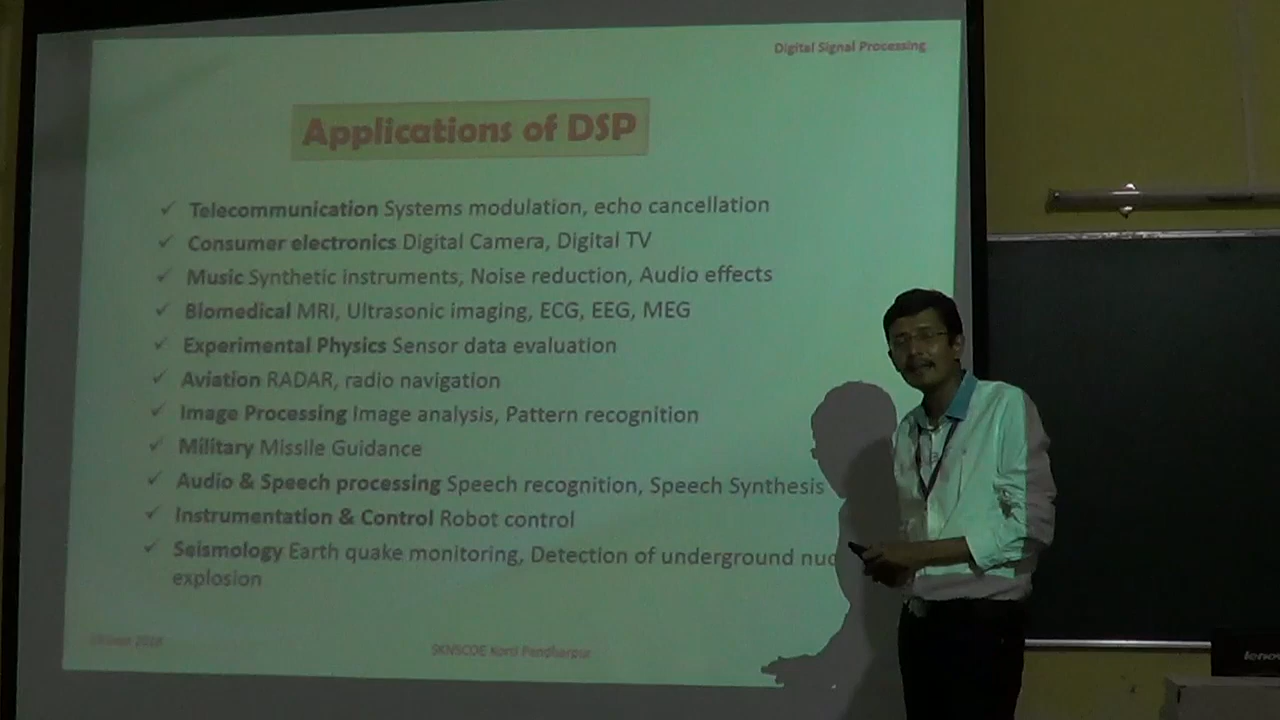 Digital Signal Processing
Applications of DSP
✓ Telecommunication Systems modulation, echo cancellation
✓ Consumer electronics Digital Camera, Digital TV
✓ Music Synthetic instruments, Noise reduction, Audio effects
✓ Biomedical MRI, Ultrasonic imaging, ECG, EEG, MEG
✓ Experimental Physics Sensor data evaluation
✓ Aviation RADAR, radio navigation
✓ Image Processing Image analysis, Pattern recognition
✓ Military Missile Guidance
✓ Audio & Speech processing Speech recognition, Speech Synthesis
✓ Instrumentation & Control Robot control
✓ Seismology Earth quake monitoring, Detection of underground nuc
explosion
2018
SKNSCOE Korti Pandharpur
lenov